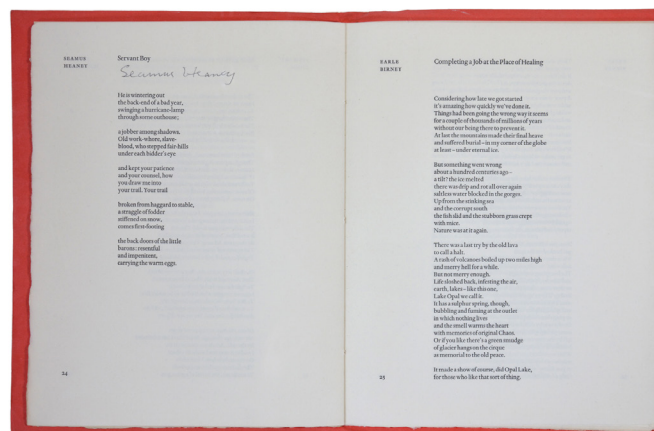 SEAMUS
HEANEY
Servant Boy
Seamus Heaney
He is wintering out
the back-end of a bad year,
swinging a hurricane-lamp
through some outhouse;
a jobber among shadows.
Old work-whore, slave-
blood, who stepped fair-hills
under each bidder's eye
and kept your patience
and your counsel, how
you draw me into
your trail. Your trail
broken from haggard to stable,
a straggle of fodder
stiffened on snow,
comes first-footing
the back doors of the little
barons: resentful
and impenitent,
carrying the warm eggs.
24
EARLE
BIRNEY
Completing a Job at the Place of Healing
Considering how late we got started
it's amazing how quickly we've done it.
Things had been going the wrong way it seems
for a couple of thousands of millions of years
without our being there to prevent it.
At last the mountains made their final heave
and suffered burial – in my corner of the globe
at least – under eternal ice.
But something went wrong
about a hundred centuries ago –
a tilt? the ice melted
there was drip and rot all over again
saltless water blocked in the gorges.
Up from the stinking sea
and the corrupt south
the fish slid and the stubborn grass crept
with mice.
Nature was at it again.
There was a last try by the old lava
to call a halt.
A rash of volcanoes boiled up two miles high
and merry hell for a while.
But not merry enough.
Life sloshed back, infesting the air,
earth, lakes – like this one,
Lake Opal we call it.
It has a sulphur spring, though,
bubbling and fuming at the outlet
in which nothing lives
and the smell warms the heart
with memories of original Chaos.
Or if you like there's a green smudge
of glacier hangs on the cirque
as memorial to the old peace.
It made a show of course, did Opal Lake,
for those who like that sort of thing.
25